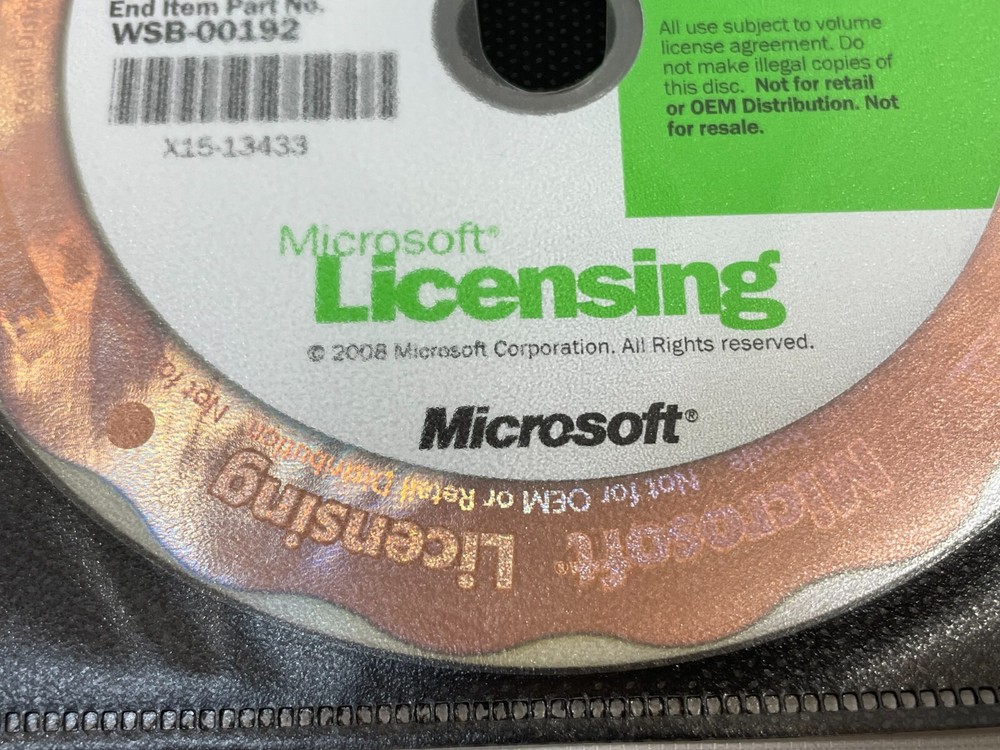 End Item Part No.
WSB-00192
X15-13433
All use subject to volume
license agreement. Do
not make illegal copies of
this disc. Not for retail
or OEM Distribution. Not
for resale.
Microsoft®
Licensing
© 2008 Microsoft Corporation. All Rights reserved.
Microsoft®
Not for OEM or Retail Distribution
Not
Microsoft® Licensing